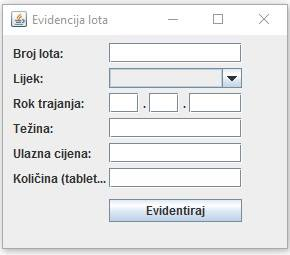 Evidencija lota
Broj lota:
Lijek:
Rok trajanja: . .
Težina:
Ulazna cijena:
Količina (tablet...
Evidentiraj